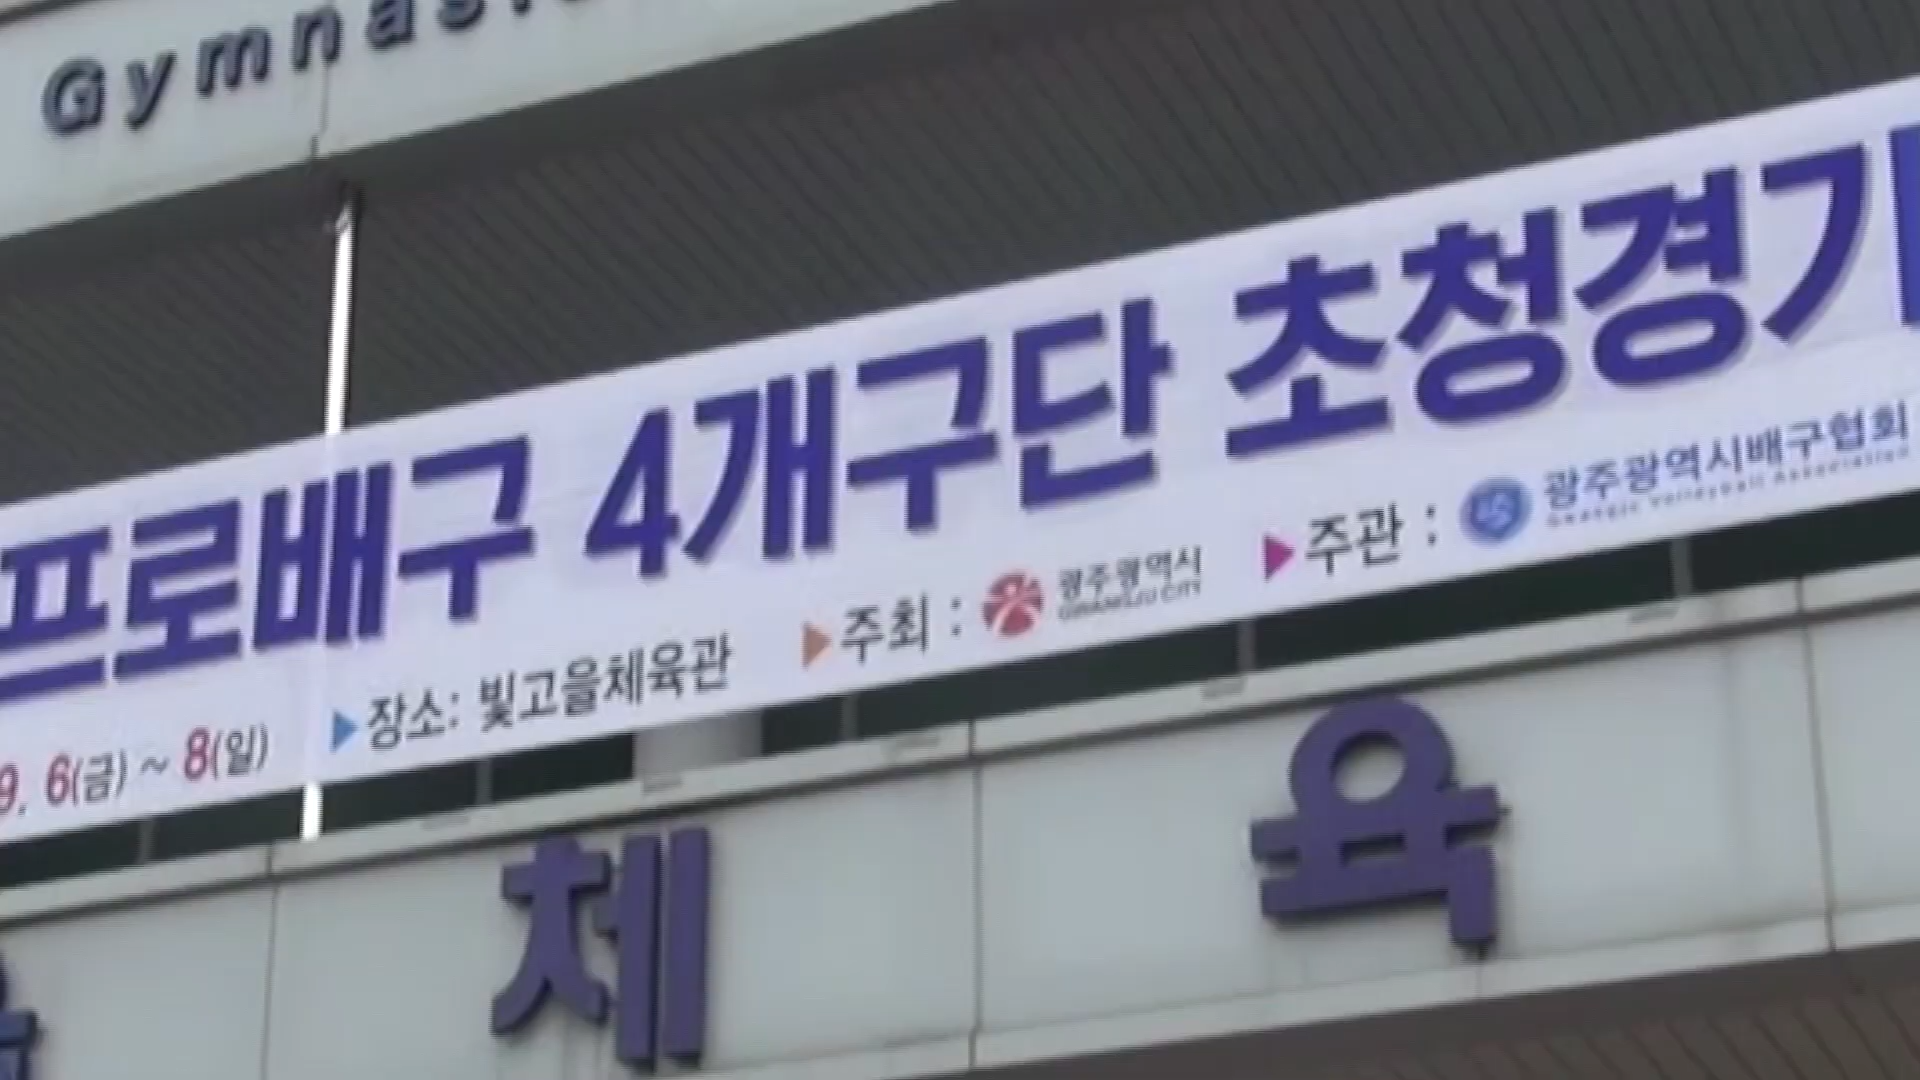 Gymnas
프로배구 4개구단 초청경기
9. 6(금) ~ 8(일) ▶장소: 빛고을체육관 ▶주최 : 광주광역시 ▶주관 : 광주광역시배구협회
GWANGJU CITY
체육